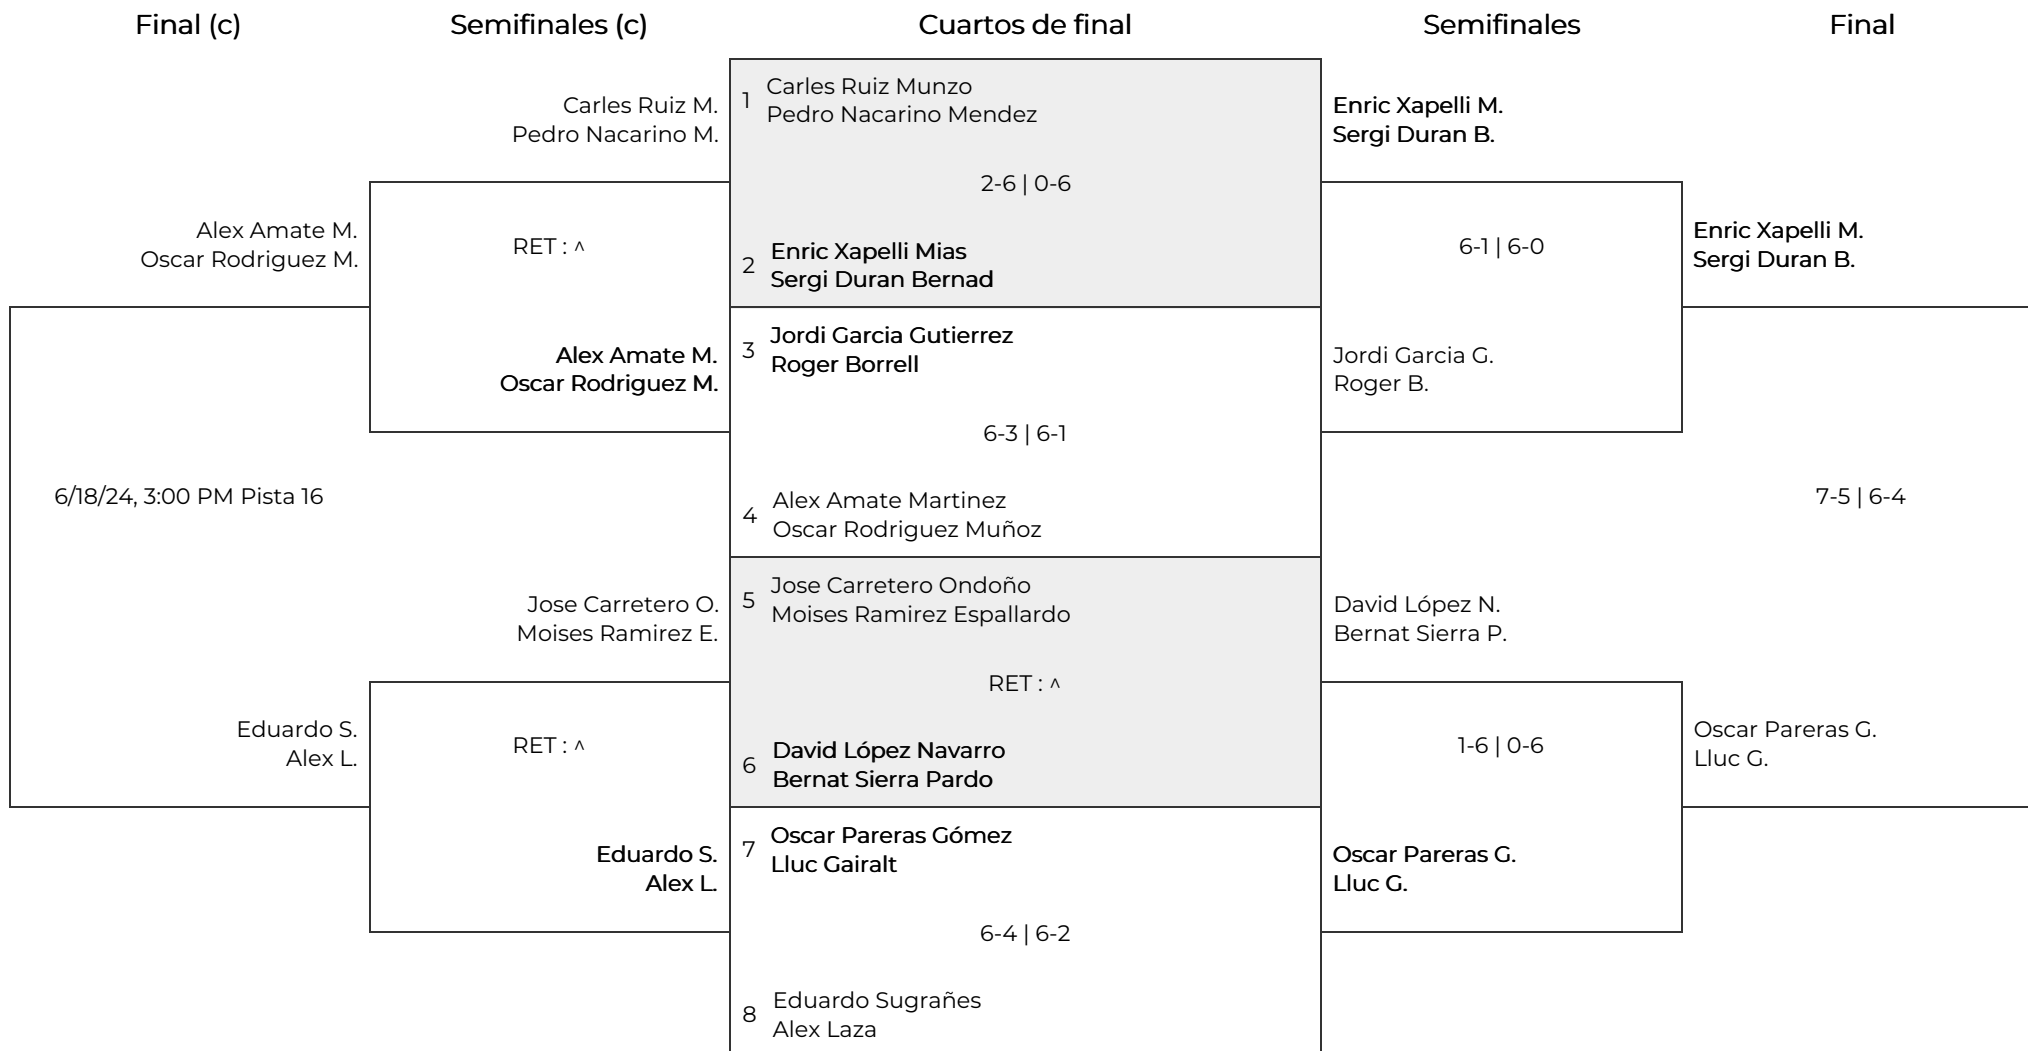 Final (c)
Semifinales (c)
Cuartos de final
Semifinales
Final
Alex Amate M.
Oscar Rodriguez M.
6/18/24, 3:00 PM Pista 16
Eduardo S.
Alex L.
Carles Ruiz M.
Pedro Nacarino M.
RET : ^
Alex Amate M.
Oscar Rodriguez M.
Jose Carretero O.
Moises Ramirez E.
RET : ^
Eduardo S.
Alex L.
1 Carles Ruiz Munzo
Pedro Nacarino Mendez
2-6 | 0-6
2 Enric Xapelli Mias
Sergi Duran Bernad
3 Jordi Garcia Gutierrez
Roger Borrell
6-3 | 6-1
4 Alex Amate Martinez
Oscar Rodriguez Muñoz
5 Jose Carretero Ondoño
Moises Ramirez Espallardo
RET : ^
6 David López Navarro
Bernat Sierra Pardo
7 Oscar Pareras Gómez
Lluc Gairalt
6-4 | 6-2
8 Eduardo Sugrañes
Alex Laza
Enric Xapelli M.
Sergi Duran B.
6-1 | 6-0
Jordi Garcia G.
Roger B.
David López N.
Bernat Sierra P.
1-6 | 0-6
Oscar Pareras G.
Lluc G.
Enric Xapelli M.
Sergi Duran B.
7-5 | 6-4
Oscar Pareras G.
Lluc G.